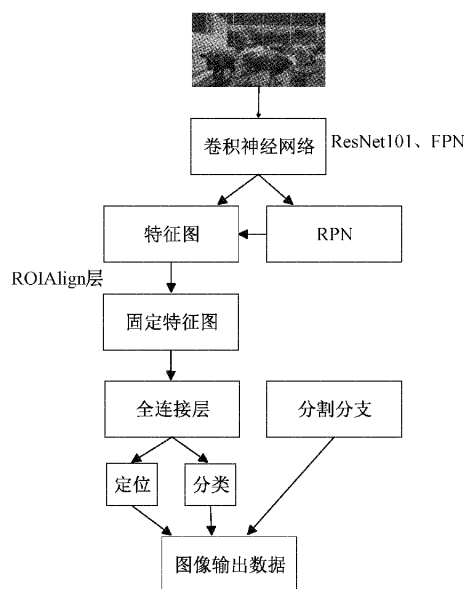 卷积神经网络
ResNet101、FPN
特征图
RPN
ROIAlign层
固定特征图
全连接层
分割分支
定位
分类
图像输出数据